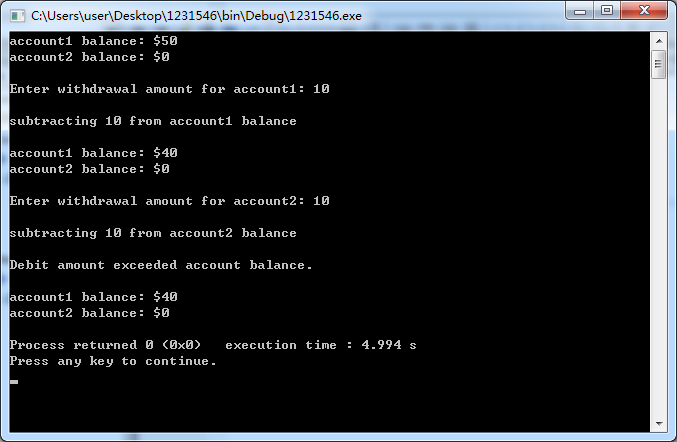 C:\Users\user\Desktop\1231546\bin\Debug\1231546.exe
account1 balance: $50
account2 balance: $0
Enter withdrawal amount for account1: 10
subtracting 10 from account1 balance
account1 balance: $40
account2 balance: $0
Enter withdrawal amount for account2: 10
subtracting 10 from account2 balance
Debit amount exceeded account balance.
account1 balance: $40
account2 balance: $0
Process returned 0 (0x0)   execution time : 4.994 s
Press any key to continue.